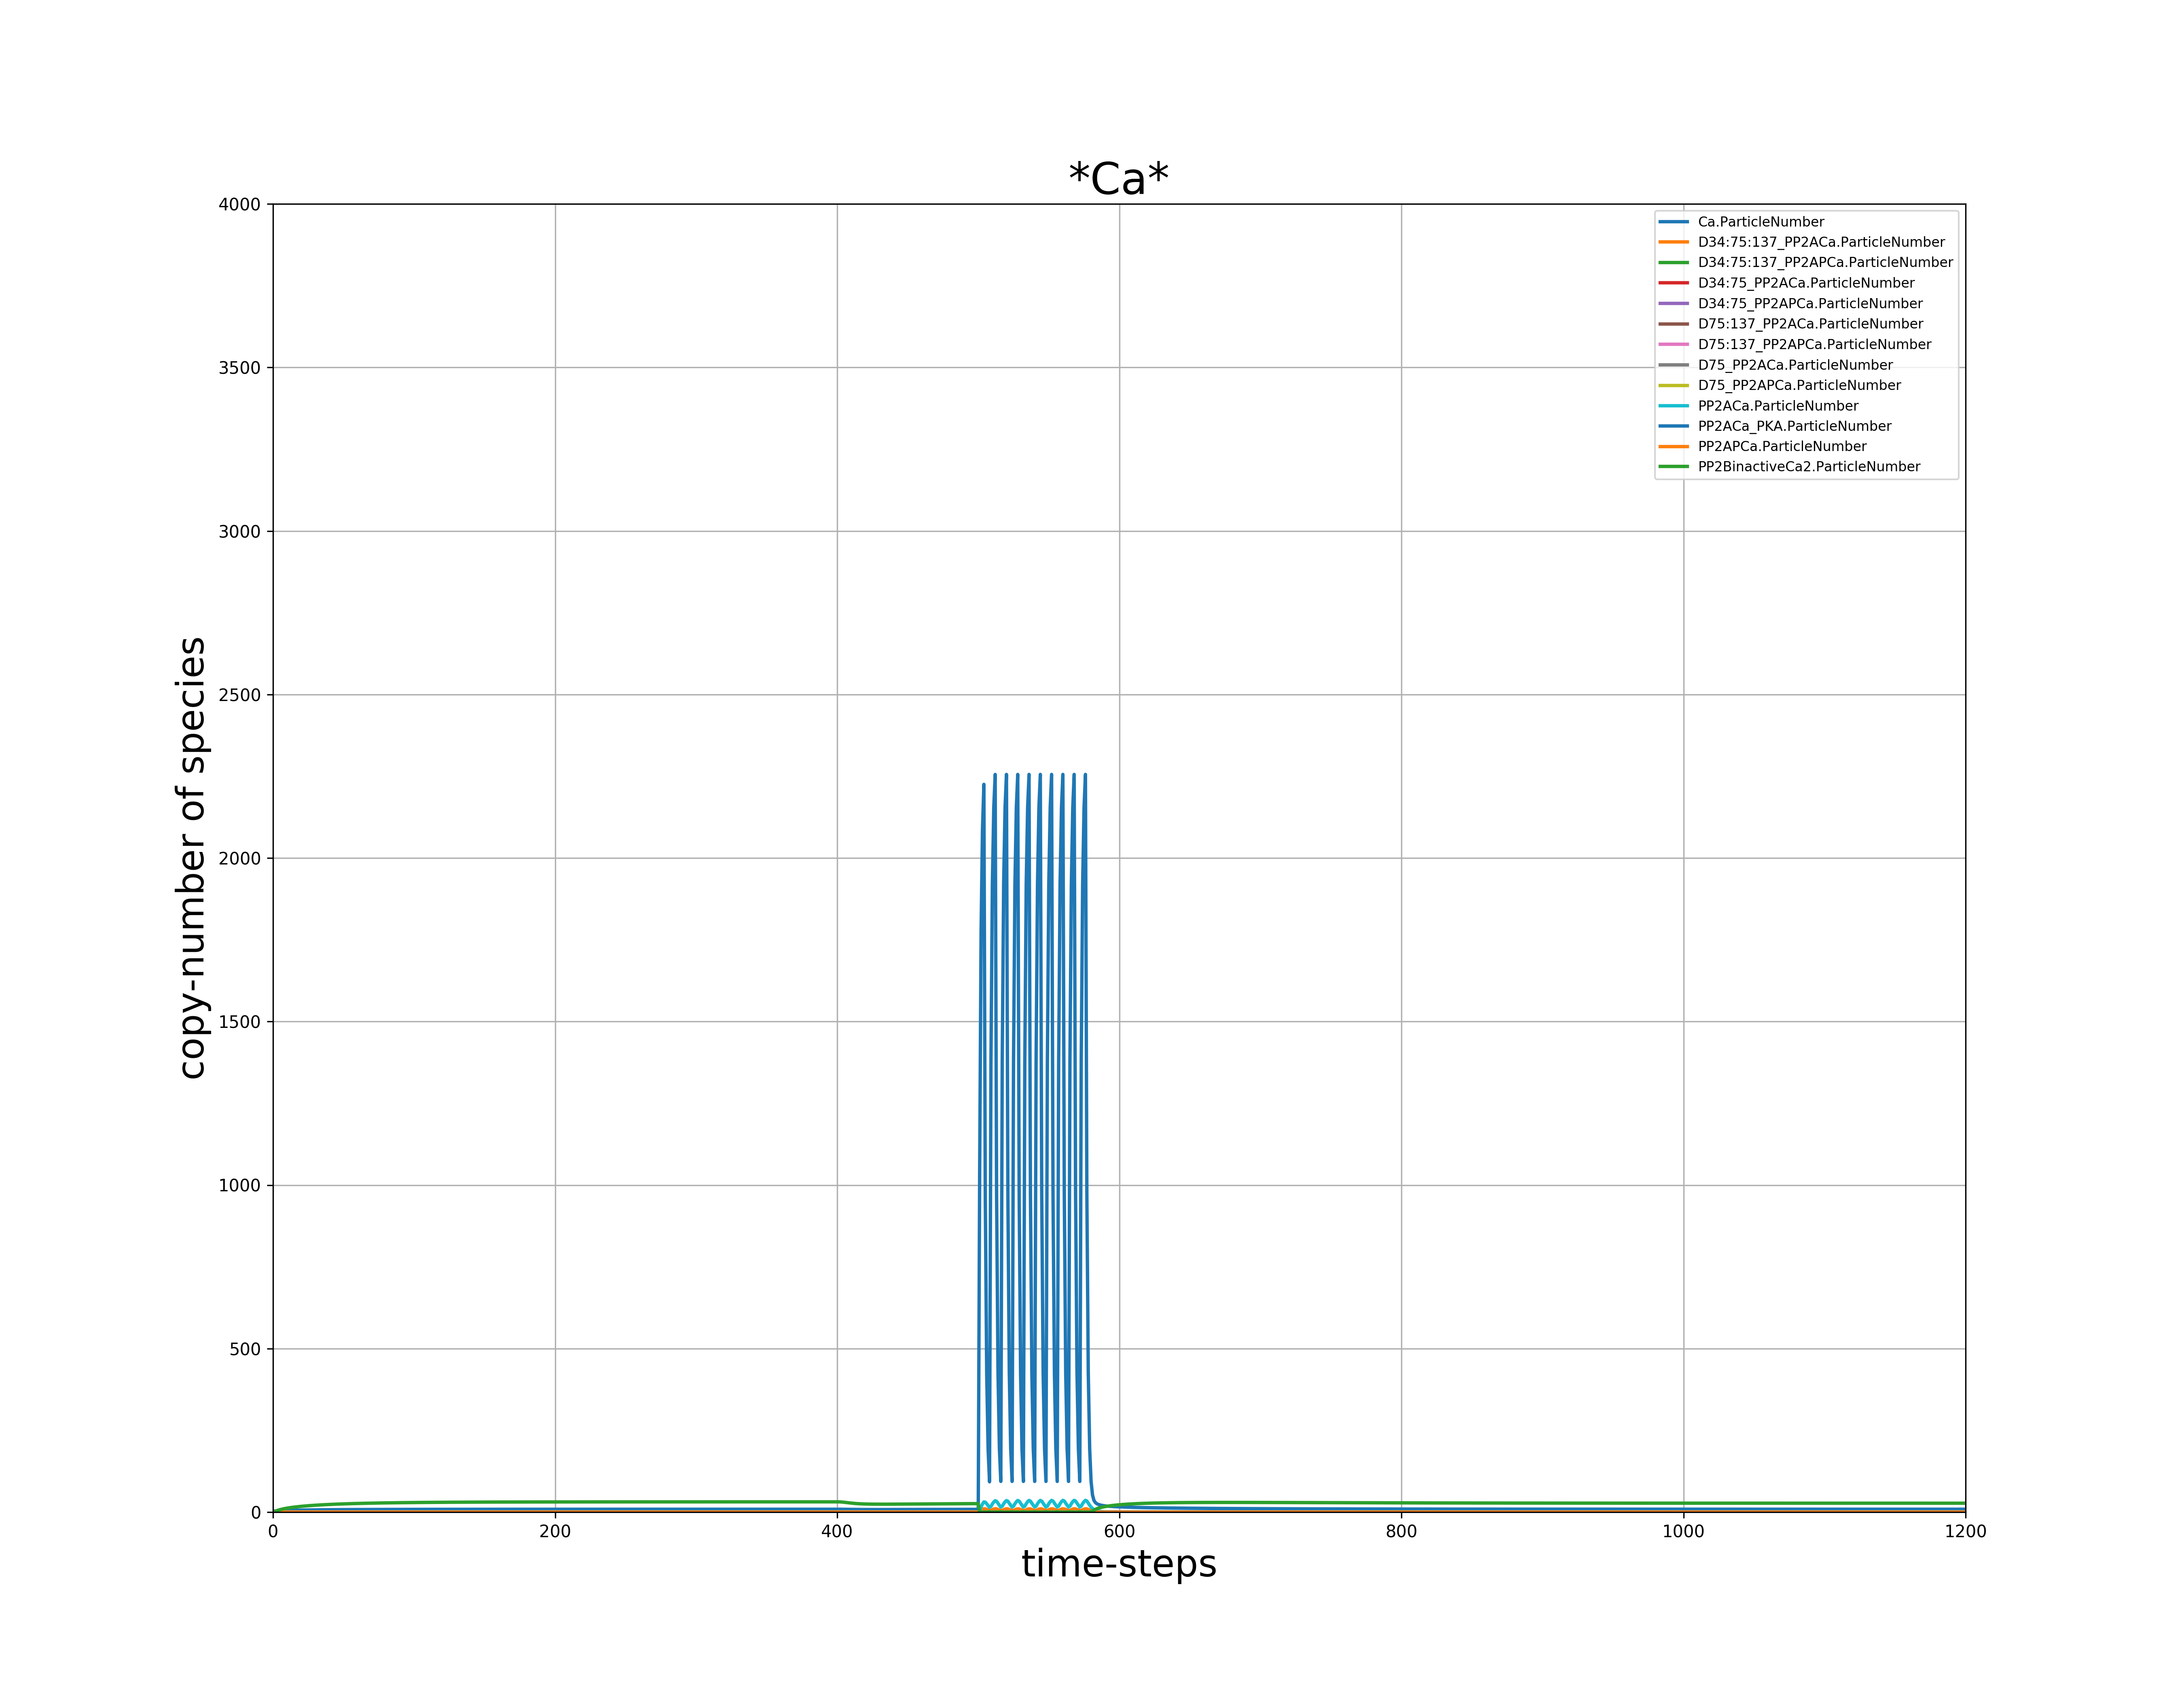 *Ca*
4000
3500
3000
2500
2000
1500
1000
500
0
copy-number of species
Ca.ParticleNumber
D34:75:137_PP2ACa.ParticleNumber
D34:75:137_PP2APCa.ParticleNumber
D34:75_PP2ACa.ParticleNumber
D34:75_PP2APCa.ParticleNumber
D75:137_PP2ACa.ParticleNumber
D75:137_PP2APCa.ParticleNumber
D75_PP2ACa.ParticleNumber
D75_PP2APCa.ParticleNumber
PP2ACa.ParticleNumber
PP2ACa_PKA.ParticleNumber
PP2APCa.ParticleNumber
PP2BinactiveCa2.ParticleNumber
0 200 400 600 800 1000 1200
time-steps